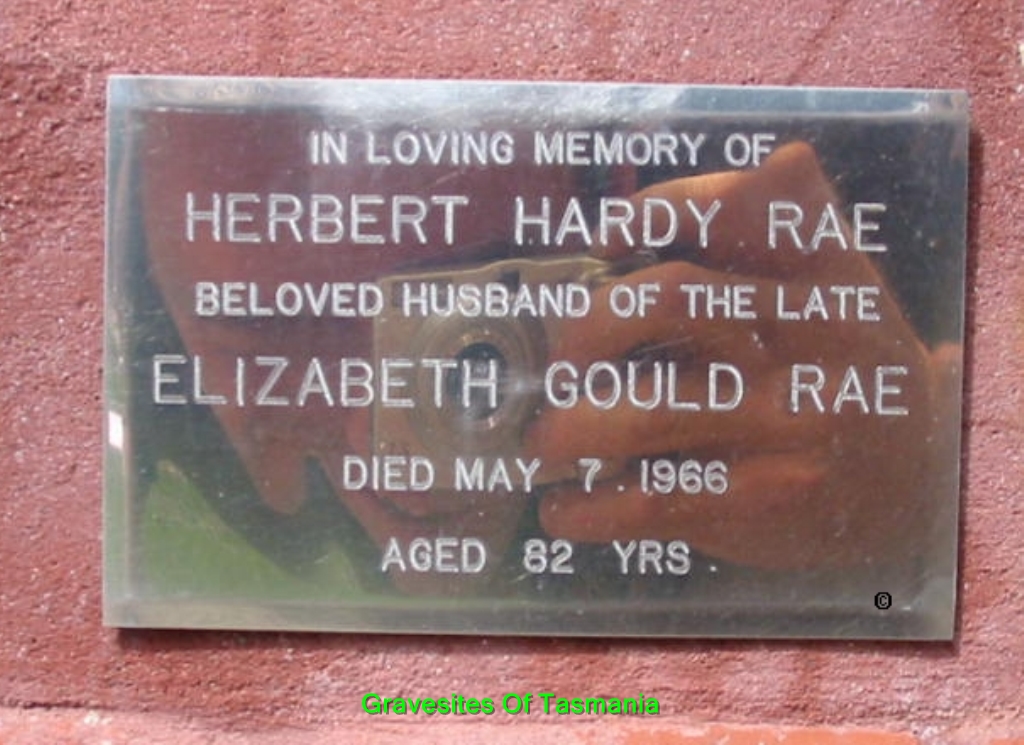 IN LOVING MEMORY OF
HERBERT HARDY RAE
BELOVED HUSBAND OF THE LATE
ELIZABETH GOULD RAE
DIED MAY 7. 1966
AGED 82 YRS.
©
Gravesites Of Tasmania